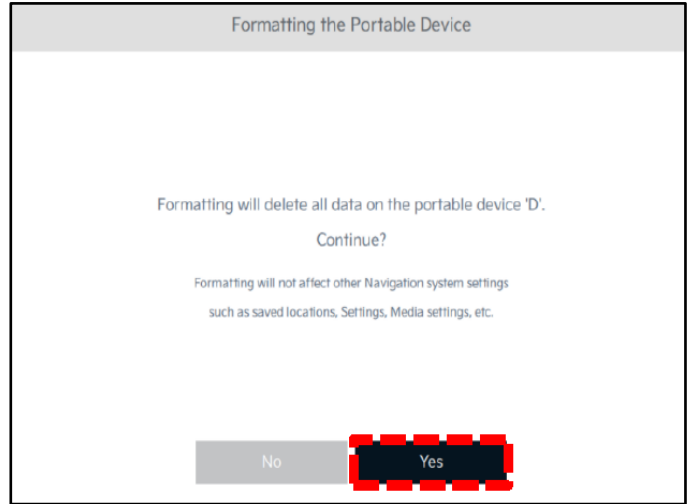 Formatting the Portable Device
Formatting will delete all data on the portable device 'D'.
Continue?
Formatting will not affect other Navigation system settings
such as saved locations, Settings, Media settings, etc.
No
Yes